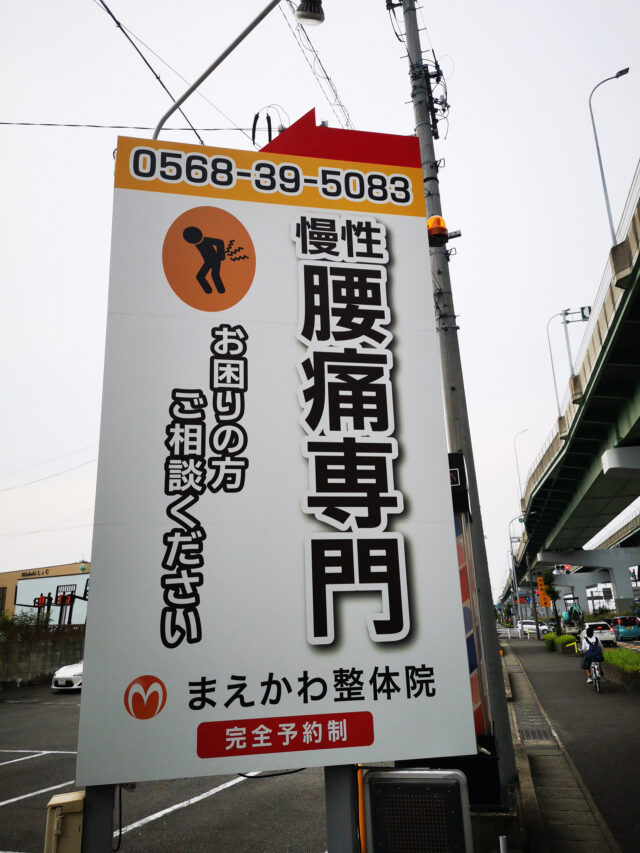 0568-39-5083
慢性
腰痛専門
お困りの方
ご相談ください
まえかわ整体院
完全予約制